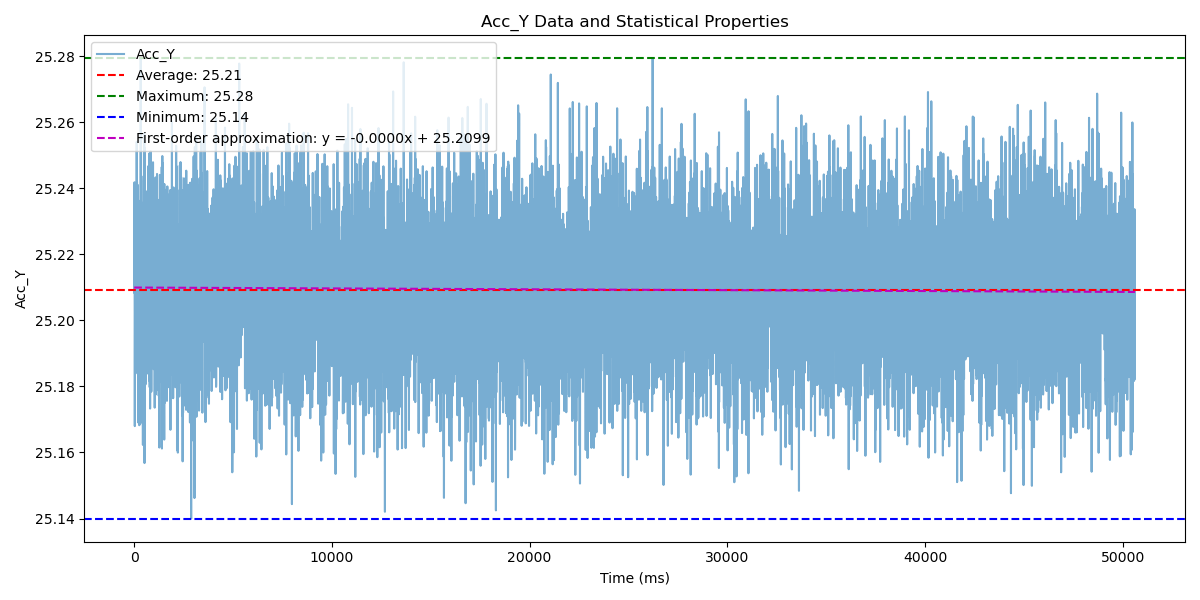 Acc_Y Data and Statistical Properties
Acc_Y
Average: 25.21
Maximum: 25.28
Minimum: 25.14
First-order approximation: y = -0.0000x + 25.2099
25.28
25.26
25.24
25.22
25.20
25.18
25.16
25.14
Acc_Y
0 10000 20000 30000 40000 50000
Time (ms)